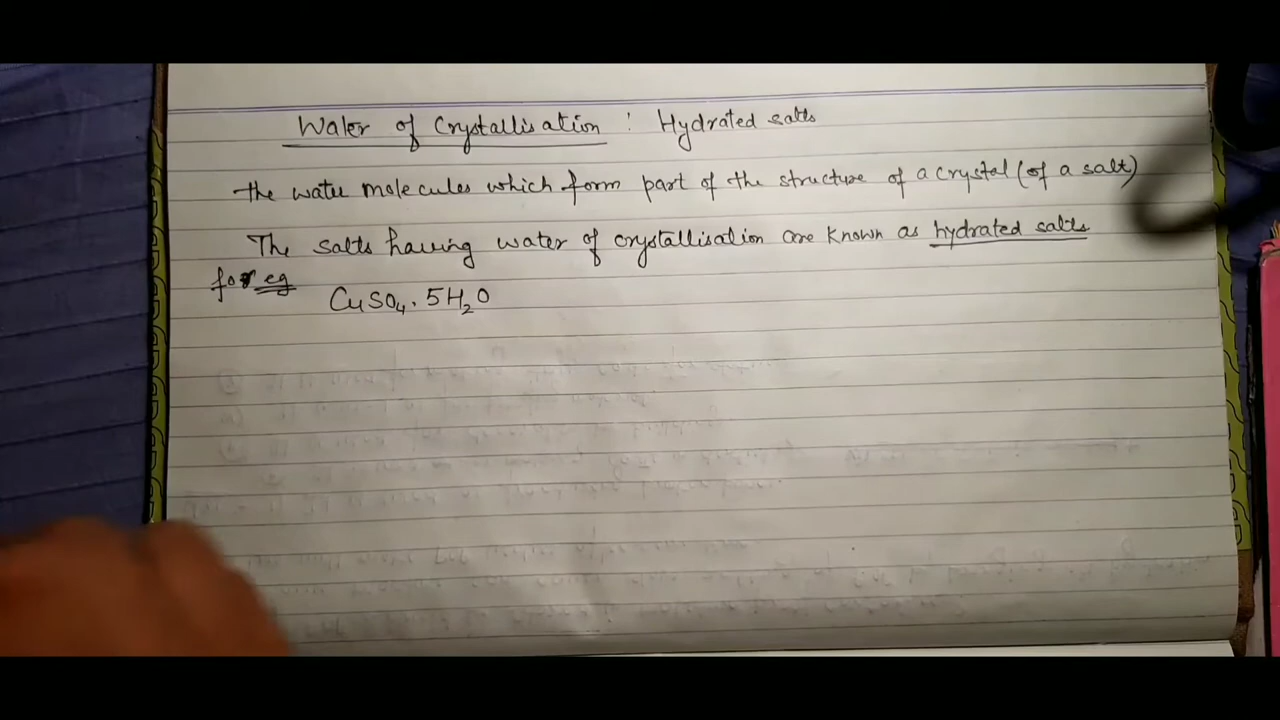 Water of Crystallisation : Hydrated salts
The water molecules which form part of the structure of a crystal (of a salt)
The salts having water of crystallisation are known as hydrated salts
for eg
CuSO₄. 5H₂O